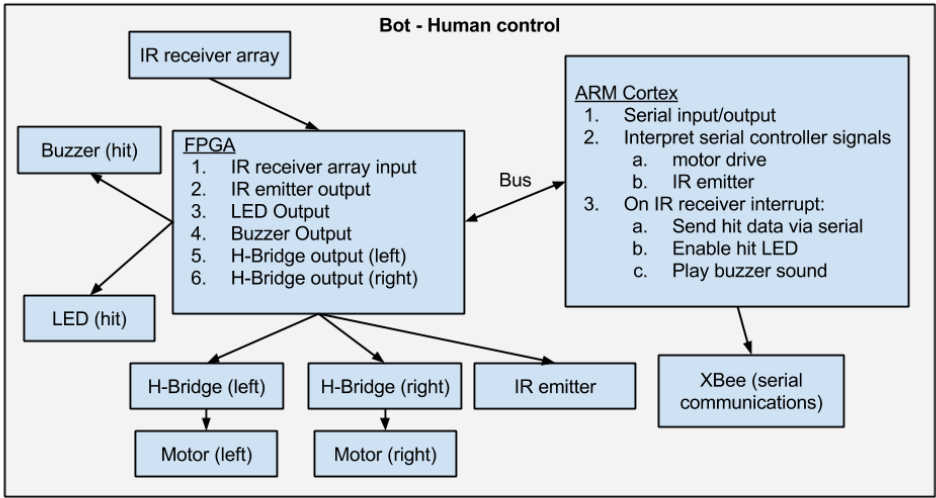 Bot - Human control
IR receiver array
ARM Cortex
1. Serial input/output
2. Interpret serial controller signals
a. motor drive
b. IR emitter
3. On IR receiver interrupt:
a. Send hit data via serial
b. Enable hit LED
c. Play buzzer sound
Buzzer (hit)
FPGA
1. IR receiver array input
2. IR emitter output
3. LED Output
4. Buzzer Output
5. H-Bridge output (left)
6. H-Bridge output (right)
Bus
LED (hit)
H-Bridge (left)
H-Bridge (right)
IR emitter
XBee (serial
communications)
Motor (left)
Motor (right)